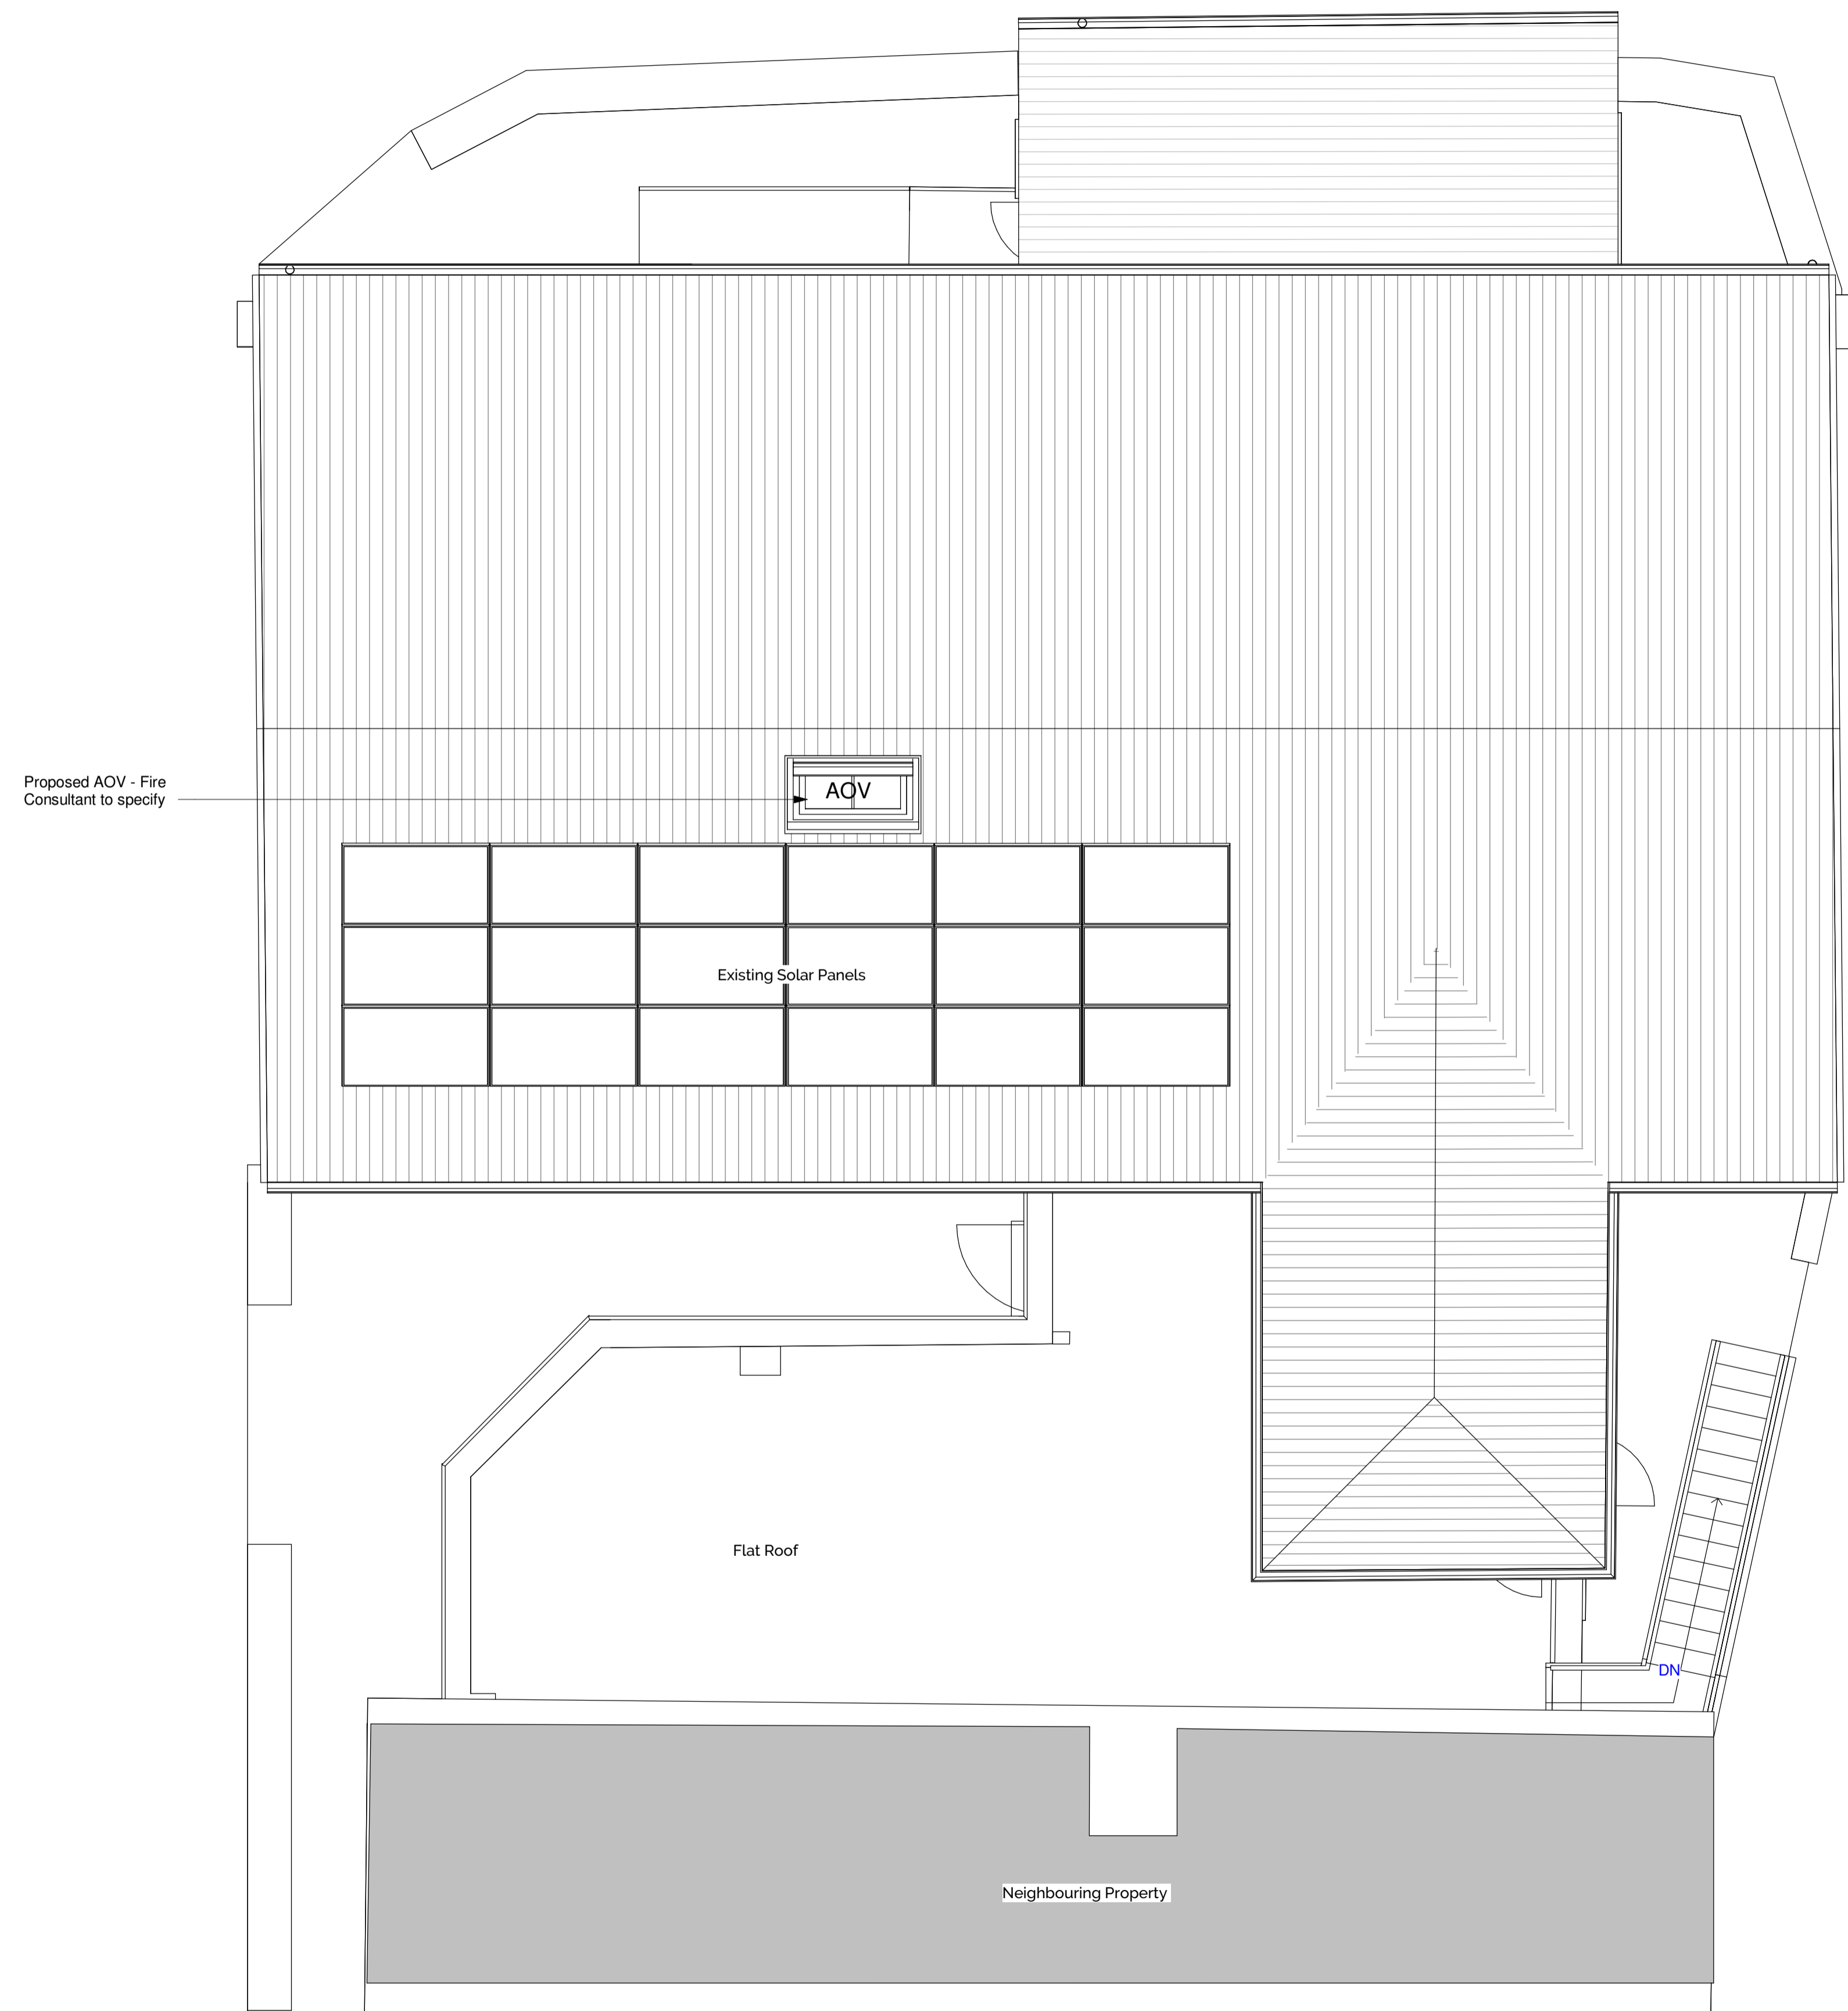 Proposed AOV - Fire
Consultant to specify
AOV
Existing Solar Panels
Flat Roof
DN
Neighbouring Property